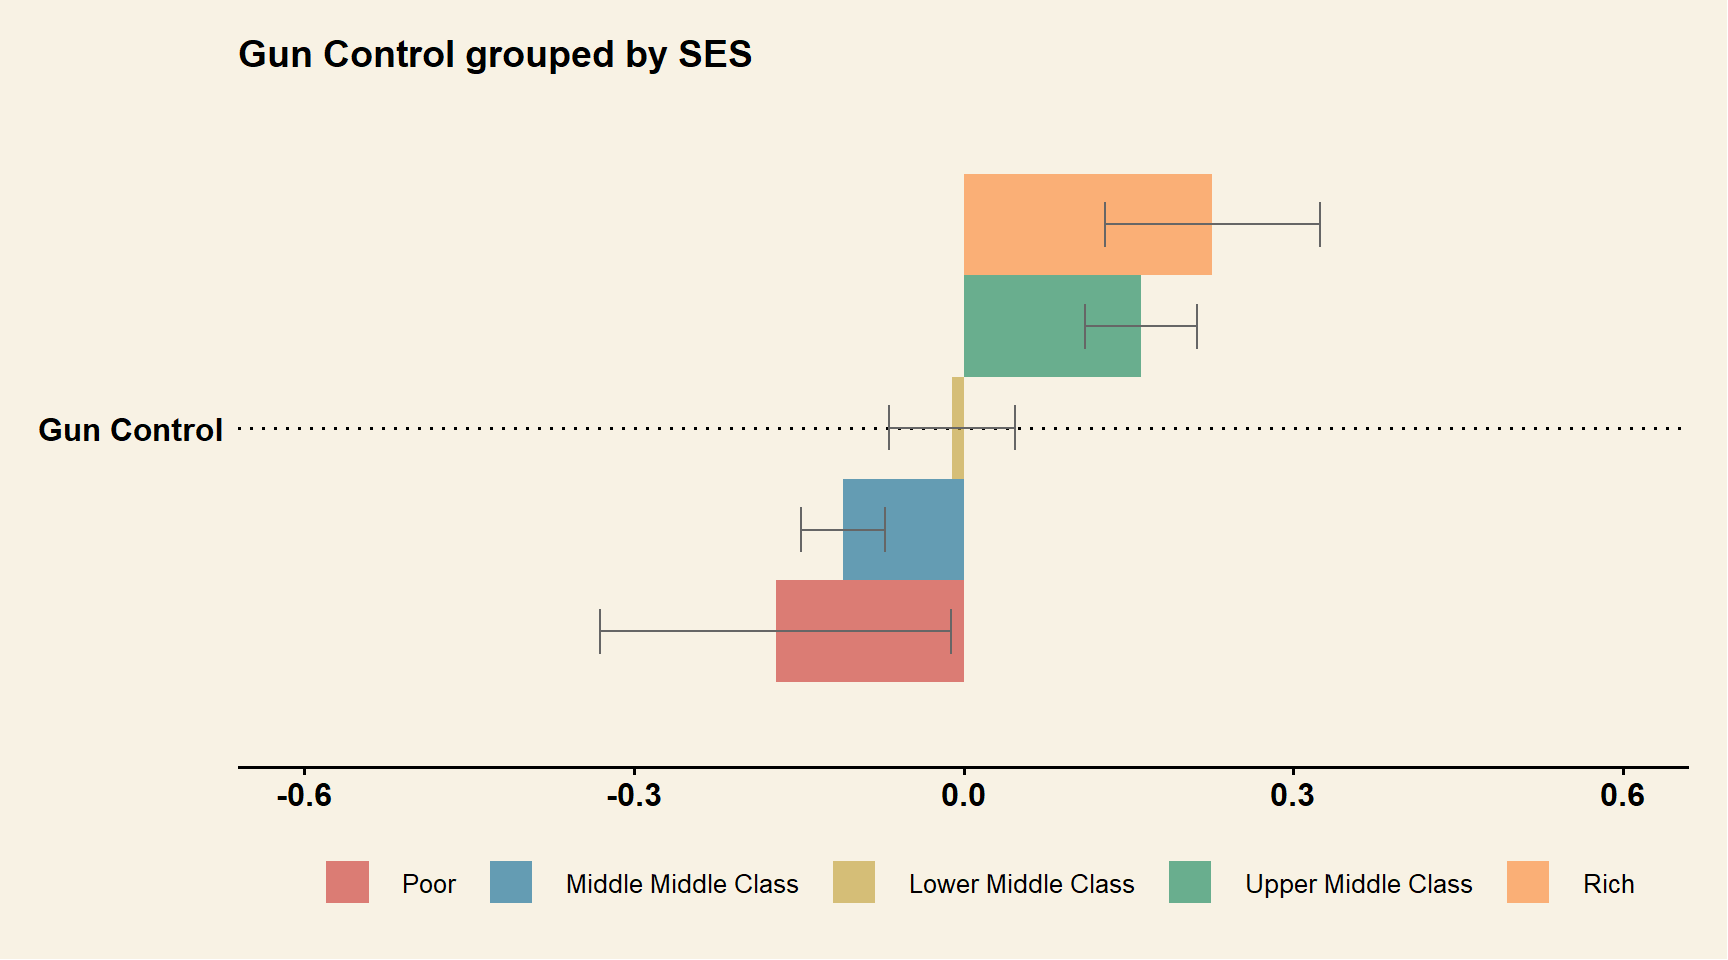 Gun Control grouped by SES
Gun Control
-0.6 -0.3 0.0 0.3 0.6
Poor Middle Middle Class Lower Middle Class Upper Middle Class Rich